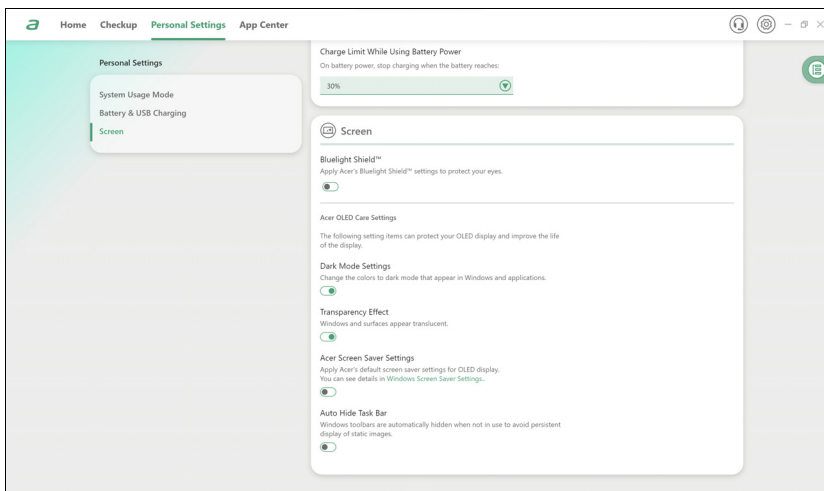 a
Home Checkup Personal Settings App Center
Personal Settings
System Usage Mode
Battery & USB Charging
Screen
Charge Limit While Using Battery Power
On battery power, stop charging when the battery reaches:
30%
Screen
Bluelight Shield™
Apply Acer's Bluelight Shield™ settings to protect your eyes.
Acer OLED Care Settings
The following setting items can protect your OLED display and improve the life
of the display.
Dark Mode Settings
Change the colors to dark mode that appear in Windows and applications.
Transparency Effect
Windows and surfaces appear translucent.
Acer Screen Saver Settings
Apply Acer's default screen saver settings for OLED display.
You can see details in Windows Screen Saver Settings..
Auto Hide Task Bar
Windows toolbars are automatically hidden when not in use to avoid persistent
display of static images.